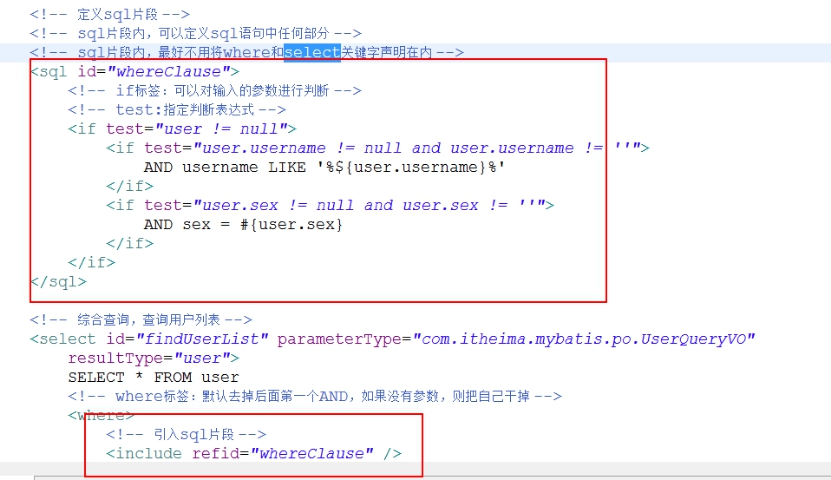 <!-- 定义sql片段 -->
<!-- sql片段内，可以定义sql语句中任何部分 -->
<!-- sql片段内，最好不用将where和select关键字声明在内 -->
<sql id="whereClause">
<!-- if标签：可以对输入的参数进行判断 -->
<!-- test:指定判断表达式 -->
<if test="user != null">
<if test="user.username != null and user.username != ''">
AND username LIKE '%${user.username}%'
</if>
<if test="user.sex != null and user.sex != ''">
AND sex = #{user.sex}
</if>
</if>
</sql>
<!-- 综合查询，查询用户列表 -->
<select id="findUserList" parameterType="com.itheima.mybatis.po.UserQueryVO"
resultType="user">
SELECT * FROM user
<!-- where标签：默认去掉后面第一个AND，如果没有参数，则把自己干掉 -->
<where>
<!-- 引入sql片段 -->
<include refid="whereClause" />